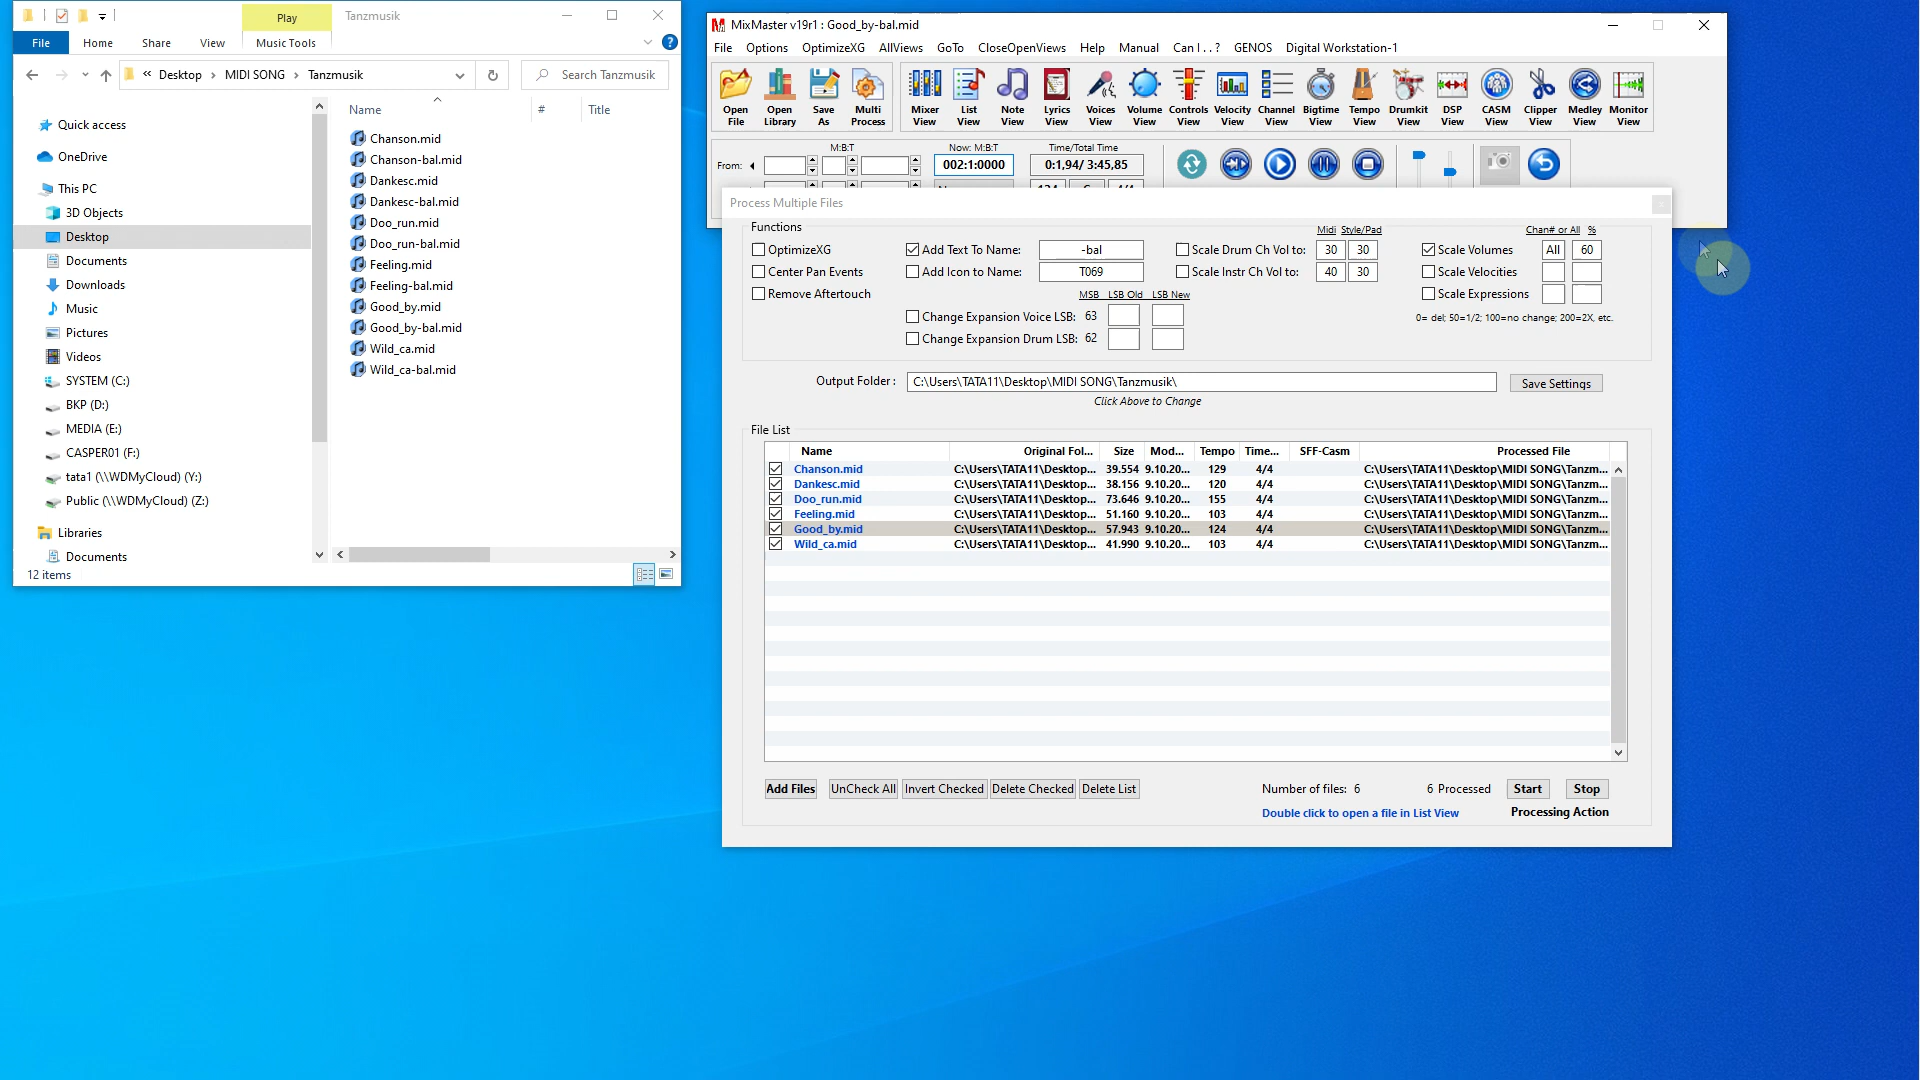 Play
Tanzmusik
File
Home
Share
View
Music Tools
« Desktop › MIDI SONG › Tanzmusik
Search Tanzmusik
Name
#
Title
Quick access
OneDrive
This PC
3D Objects
Desktop
Documents
Downloads
Music
Pictures
Videos
SYSTEM (C:)
BKP (D:)
MEDIA (E:)
CASPER01 (F:)
tata1 (\\WDMyCloud) (Y:)
Public (\\WDMyCloud) (Z:)
Libraries
Documents
Chanson.mid
Chanson-bal.mid
Dankesc.mid
Dankesc-bal.mid
Doo_run.mid
Doo_run-bal.mid
Feeling.mid
Feeling-bal.mid
Good_by.mid
Good_by-bal.mid
Wild_ca.mid
Wild_ca-bal.mid
12 items
MixMaster v19r1 : Good_by-bal.mid
File Options OptimizeXG AllViews GoTo CloseOpenViews Help Manual Can I . . ? GENOS Digital Workstation-1
Open File
Open Library
Save As
Multi Process
Mixer View
List View
Note View
Lyrics View
Voices View
Volume View
Controls View
Velocity View
Channel View
Bigtime View
Tempo View
Drumkit View
DSP View
CASM View
Clipper View
Medley View
Monitor View
M:B:T
Now: M:B:T
Time/Total Time
From:
002:1:0000
0:1,94/ 3:45,85
Process Multiple Files
Functions
Midi Style/Pad
Chan# or All %
OptimizeXG
Add Text To Name: -bal
Scale Drum Ch Vol to: 30 30
Scale Volumes All 60
Center Pan Events
Add Icon to Name: T069
Scale Instr Ch Vol to: 40 30
Scale Velocities
Remove Aftertouch
MSB LSB Old LSB New
Scale Expressions
Change Expansion Voice LSB: 63
0= del; 50=1/2; 100=no change; 200=2X, etc.
Change Expansion Drum LSB: 62
Output Folder : C:\Users\TATA11\Desktop\MIDI SONG\Tanzmusik\
Save Settings
Click Above to Change
File List
Name Original Fol... Size Mod... Tempo Time... SFF-Casm Processed File
Chanson.mid C:\Users\TATA11\Desktop... 39.554 9.10.20... 129 4/4 C:\Users\TATA11\Desktop\MIDI SONG\Tanzm...
Dankesc.mid C:\Users\TATA11\Desktop... 38.156 9.10.20... 120 4/4 C:\Users\TATA11\Desktop\MIDI SONG\Tanzm...
Doo_run.mid C:\Users\TATA11\Desktop... 73.646 9.10.20... 155 4/4 C:\Users\TATA11\Desktop\MIDI SONG\Tanzm...
Feeling.mid C:\Users\TATA11\Desktop... 51.160 9.10.20... 103 4/4 C:\Users\TATA11\Desktop\MIDI SONG\Tanzm...
Good_by.mid C:\Users\TATA11\Desktop... 57.943 9.10.20... 124 4/4 C:\Users\TATA11\Desktop\MIDI SONG\Tanzm...
Wild_ca.mid C:\Users\TATA11\Desktop... 41.990 9.10.20... 103 4/4 C:\Users\TATA11\Desktop\MIDI SONG\Tanzm...
Add Files
UnCheck All
Invert Checked
Delete Checked
Delete List
Number of files: 6
6 Processed
Start
Stop
Double click to open a file in List View
Processing Action